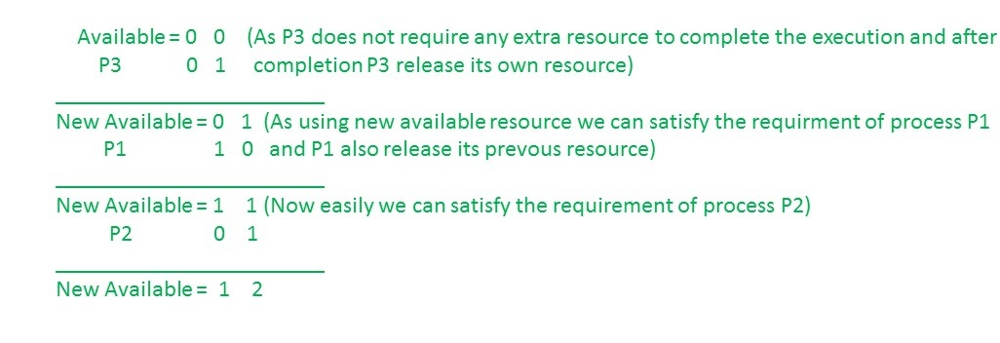 Available = 0 0 (As P3 does not require any extra resource to complete the execution and after
P3 0 1 completion P3 release its own resource)
New Available = 0 1 (As using new available resource we can satisfy the requirment of process P1
P1 1 0 and P1 also release its prevous resource)
New Available = 1 1 (Now easily we can satisfy the requirement of process P2)
P2 0 1
New Available = 1 2